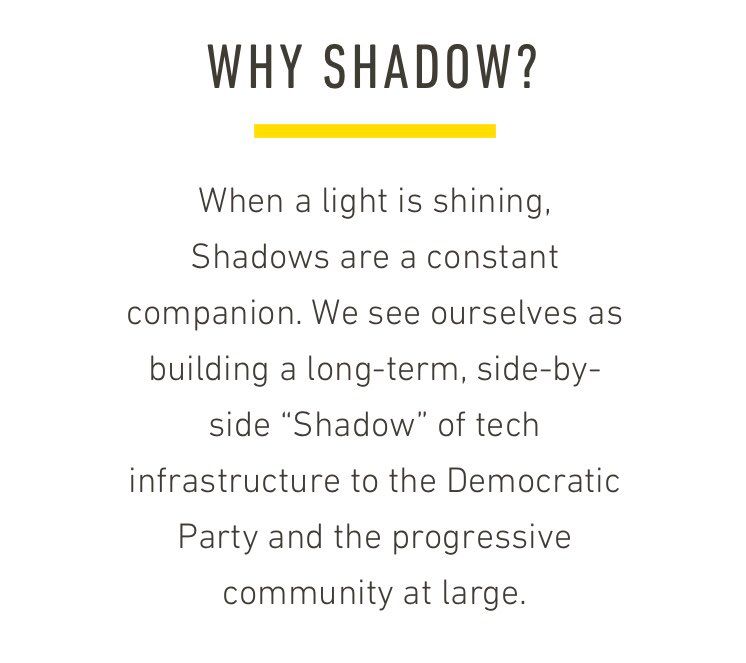 WHY SHADOW?
When a light is shining,
Shadows are a constant
companion. We see ourselves as
building a long-term, side-by-
side “Shadow” of tech
infrastructure to the Democratic
Party and the progressive
community at large.